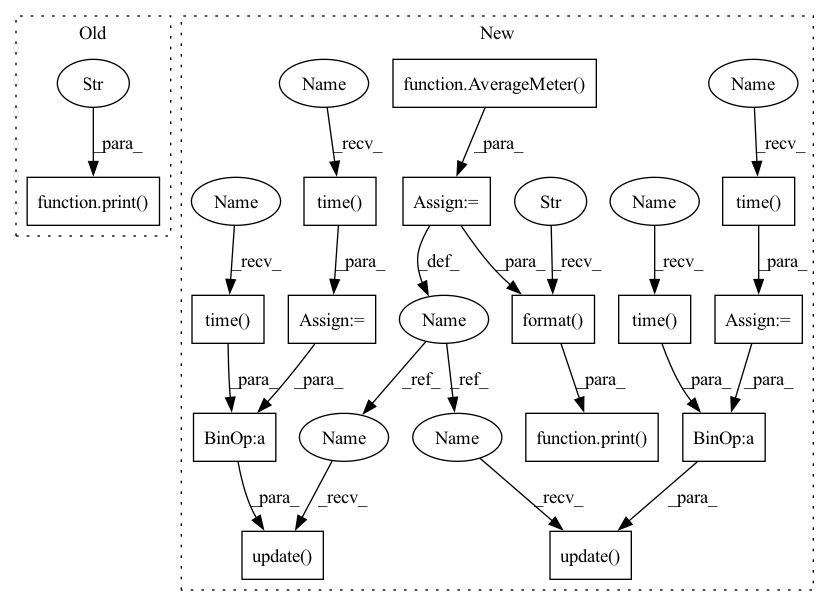 Old
New
Str
Name
function.AverageMeter()
Name
_para_
_recv_
_para_
_recv_
function.print()
Name
time()
Assign:=
Str
Name
time()
_recv_
_para_
_def_
_para_
_recv_
_recv_
_para_
time()
Assign:=
Name
format()
time()
Assign:=
_para_
_para_
_ref_
_ref_
_para_
_para_
_para_
BinOp:a
Name
Name
function.print()
BinOp:a
_para_
_recv_
_recv_
_para_
update()
update()